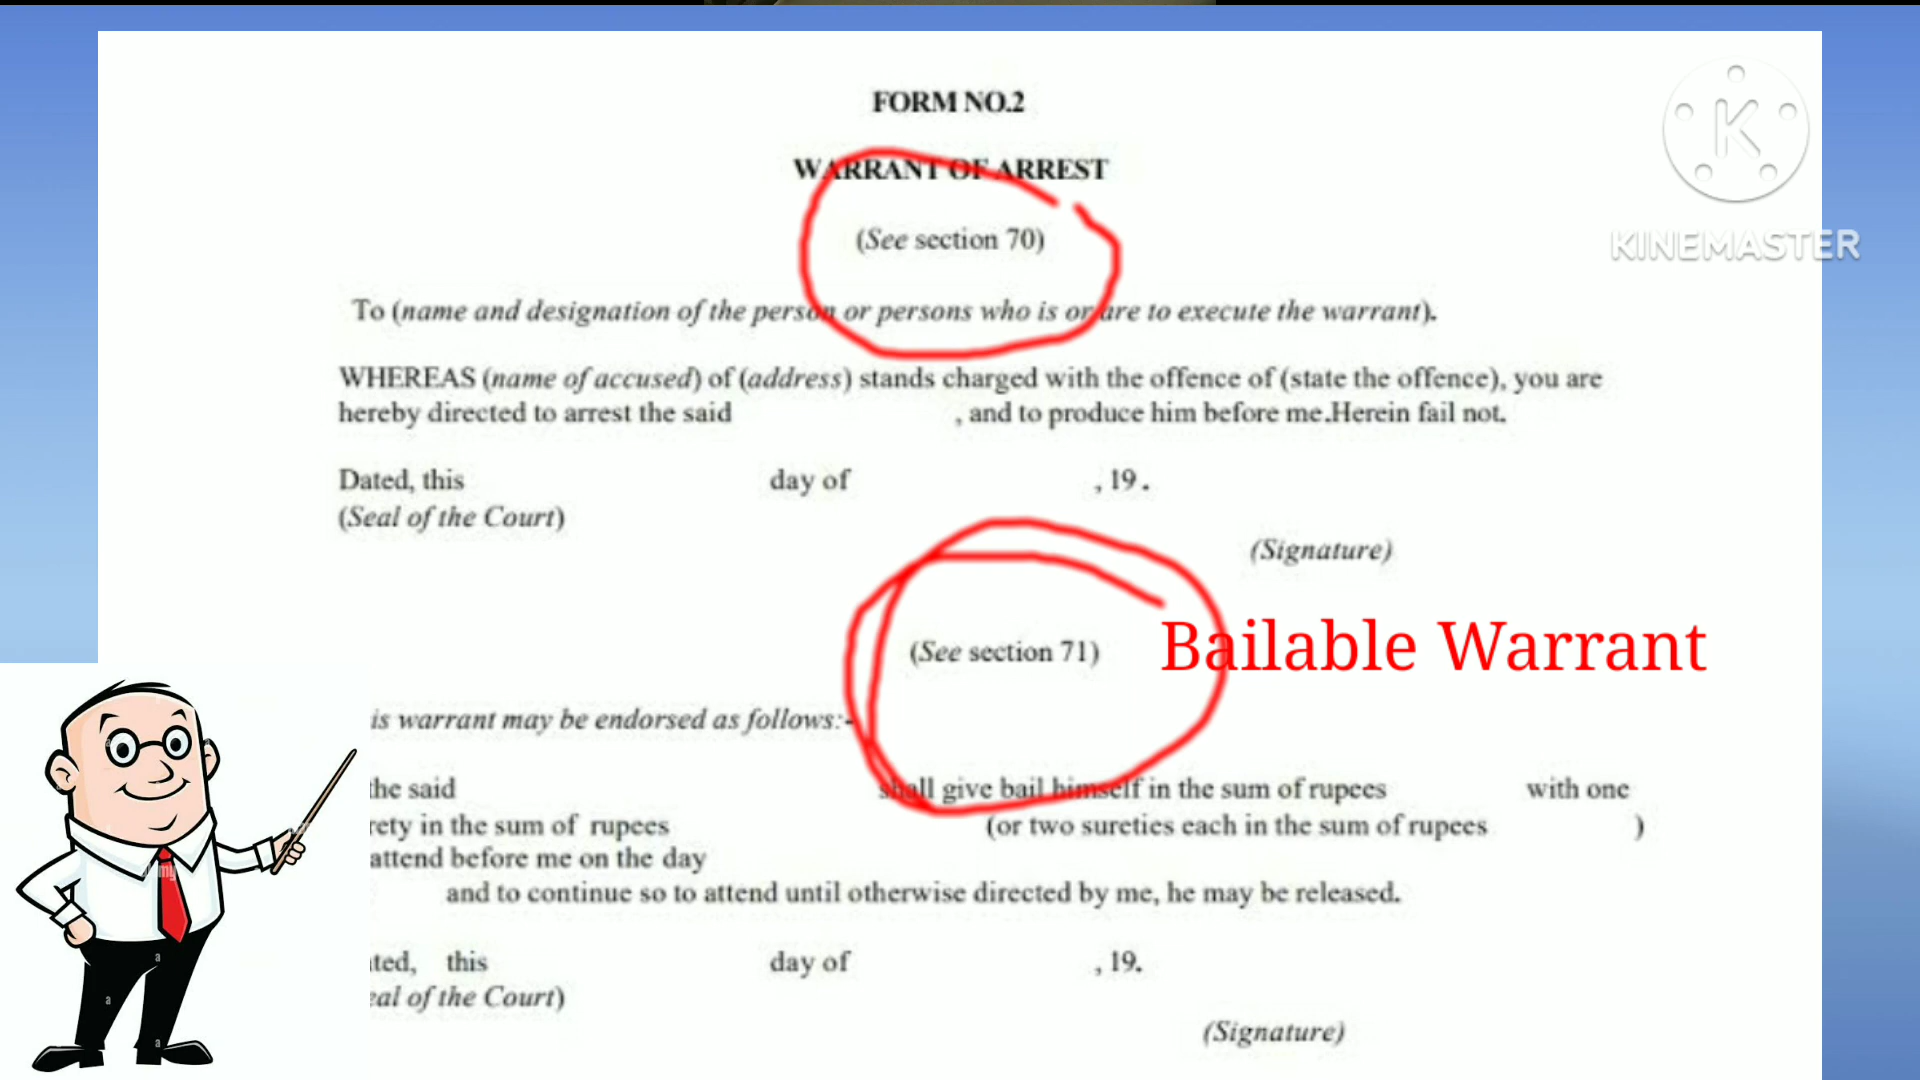 FORM NO.2
WARRANT OF ARREST
(See section 70)
To (name and designation of the person or persons who is or are to execute the warrant).
WHEREAS (name of accused) of (address) stands charged with the offence of (state the offence), you are
hereby directed to arrest the said , and to produce him before me.Herein fail not.
Dated, this day of , 19 .
(Seal of the Court)
(Signature)
(See section 71)
Bailable Warrant
is warrant may be endorsed as follows:-
he said shall give bail himself in the sum of rupees with one
rety in the sum of rupees (or two sureties each in the sum of rupees )
attend before me on the day
and to continue so to attend until otherwise directed by me, he may be released.
ted, this day of , 19.
eal of the Court)
(Signature)
K
KINEMASTER